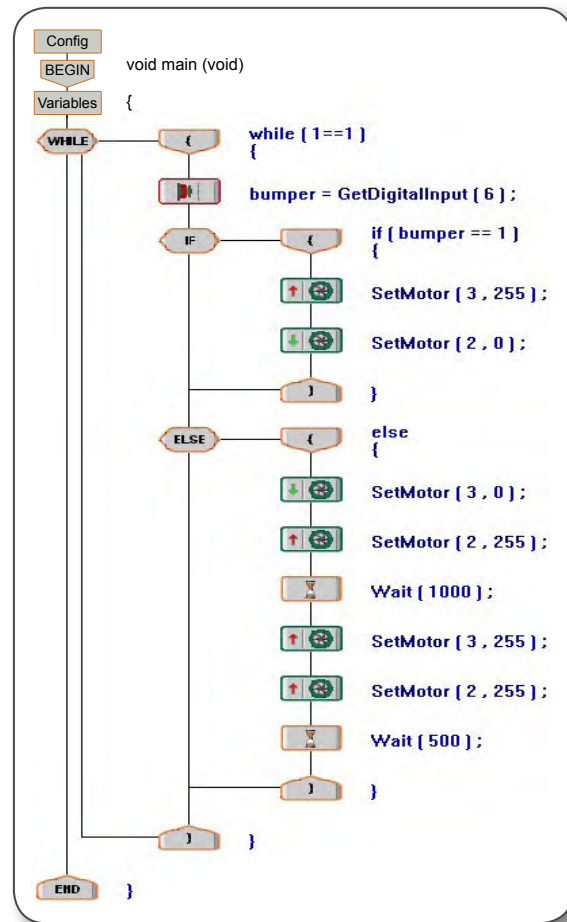 Config
BEGIN void main (void)
Variables {
WHILE { while ( 1==1 )
{
bumper = GetDigitalInput ( 6 ) ;
IF { if ( bumper == 1 )
{
SetMotor ( 3 , 255 ) ;
SetMotor ( 2 , 0 ) ;
} }
ELSE { else
{
SetMotor ( 3 , 0 ) ;
SetMotor ( 2 , 255 ) ;
Wait ( 1000 ) ;
SetMotor ( 3 , 255 ) ;
SetMotor ( 2 , 255 ) ;
Wait ( 500 ) ;
} }
} }
END }